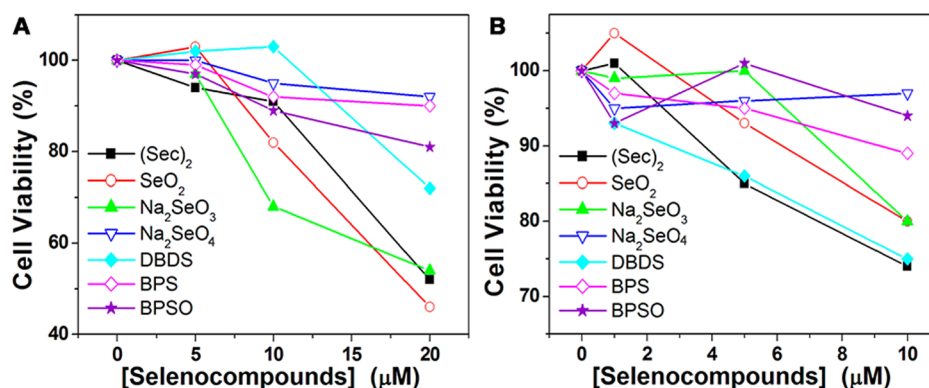 A
Cell Viability (%)
100
80
60
40
(Sec)₂
SeO₂
Na₂SeO₃
Na₂SeO₄
DBDS
BPS
BPSO
0 5 10 15 20
[Selenocompounds] (μM)
B
Cell Viability (%)
100
90
80
70
(Sec)₂
SeO₂
Na₂SeO₃
Na₂SeO₄
DBDS
BPS
BPSO
0 2 4 6 8 10
[Selenocompounds] (μM)